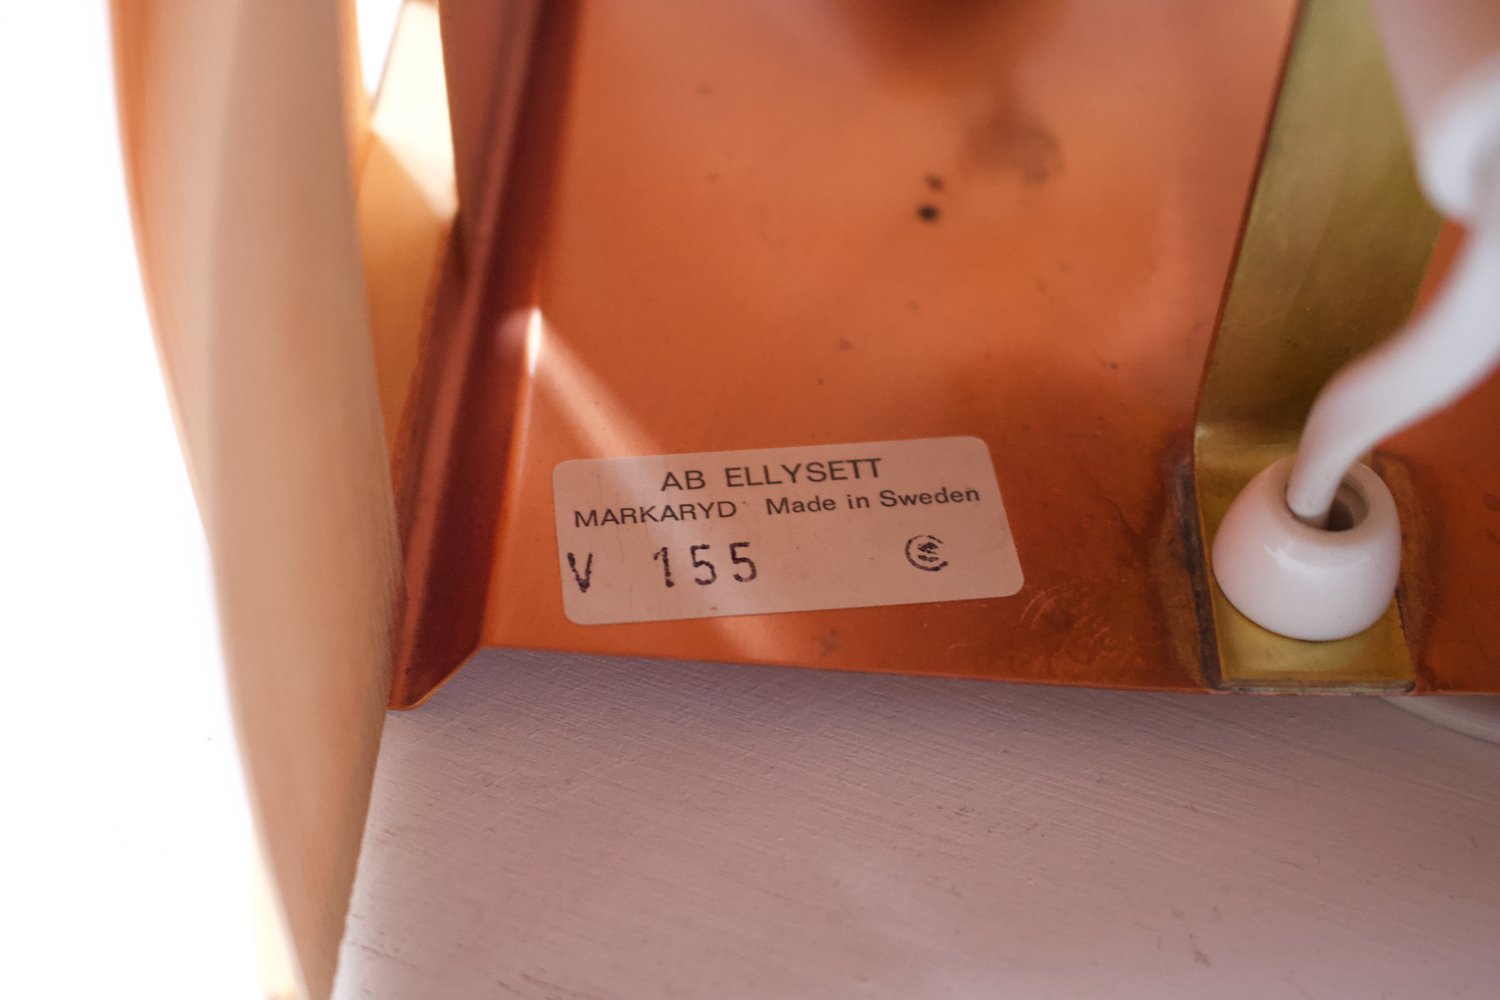 AB ELLYSETT
MARKARYD Made in Sweden
V 155